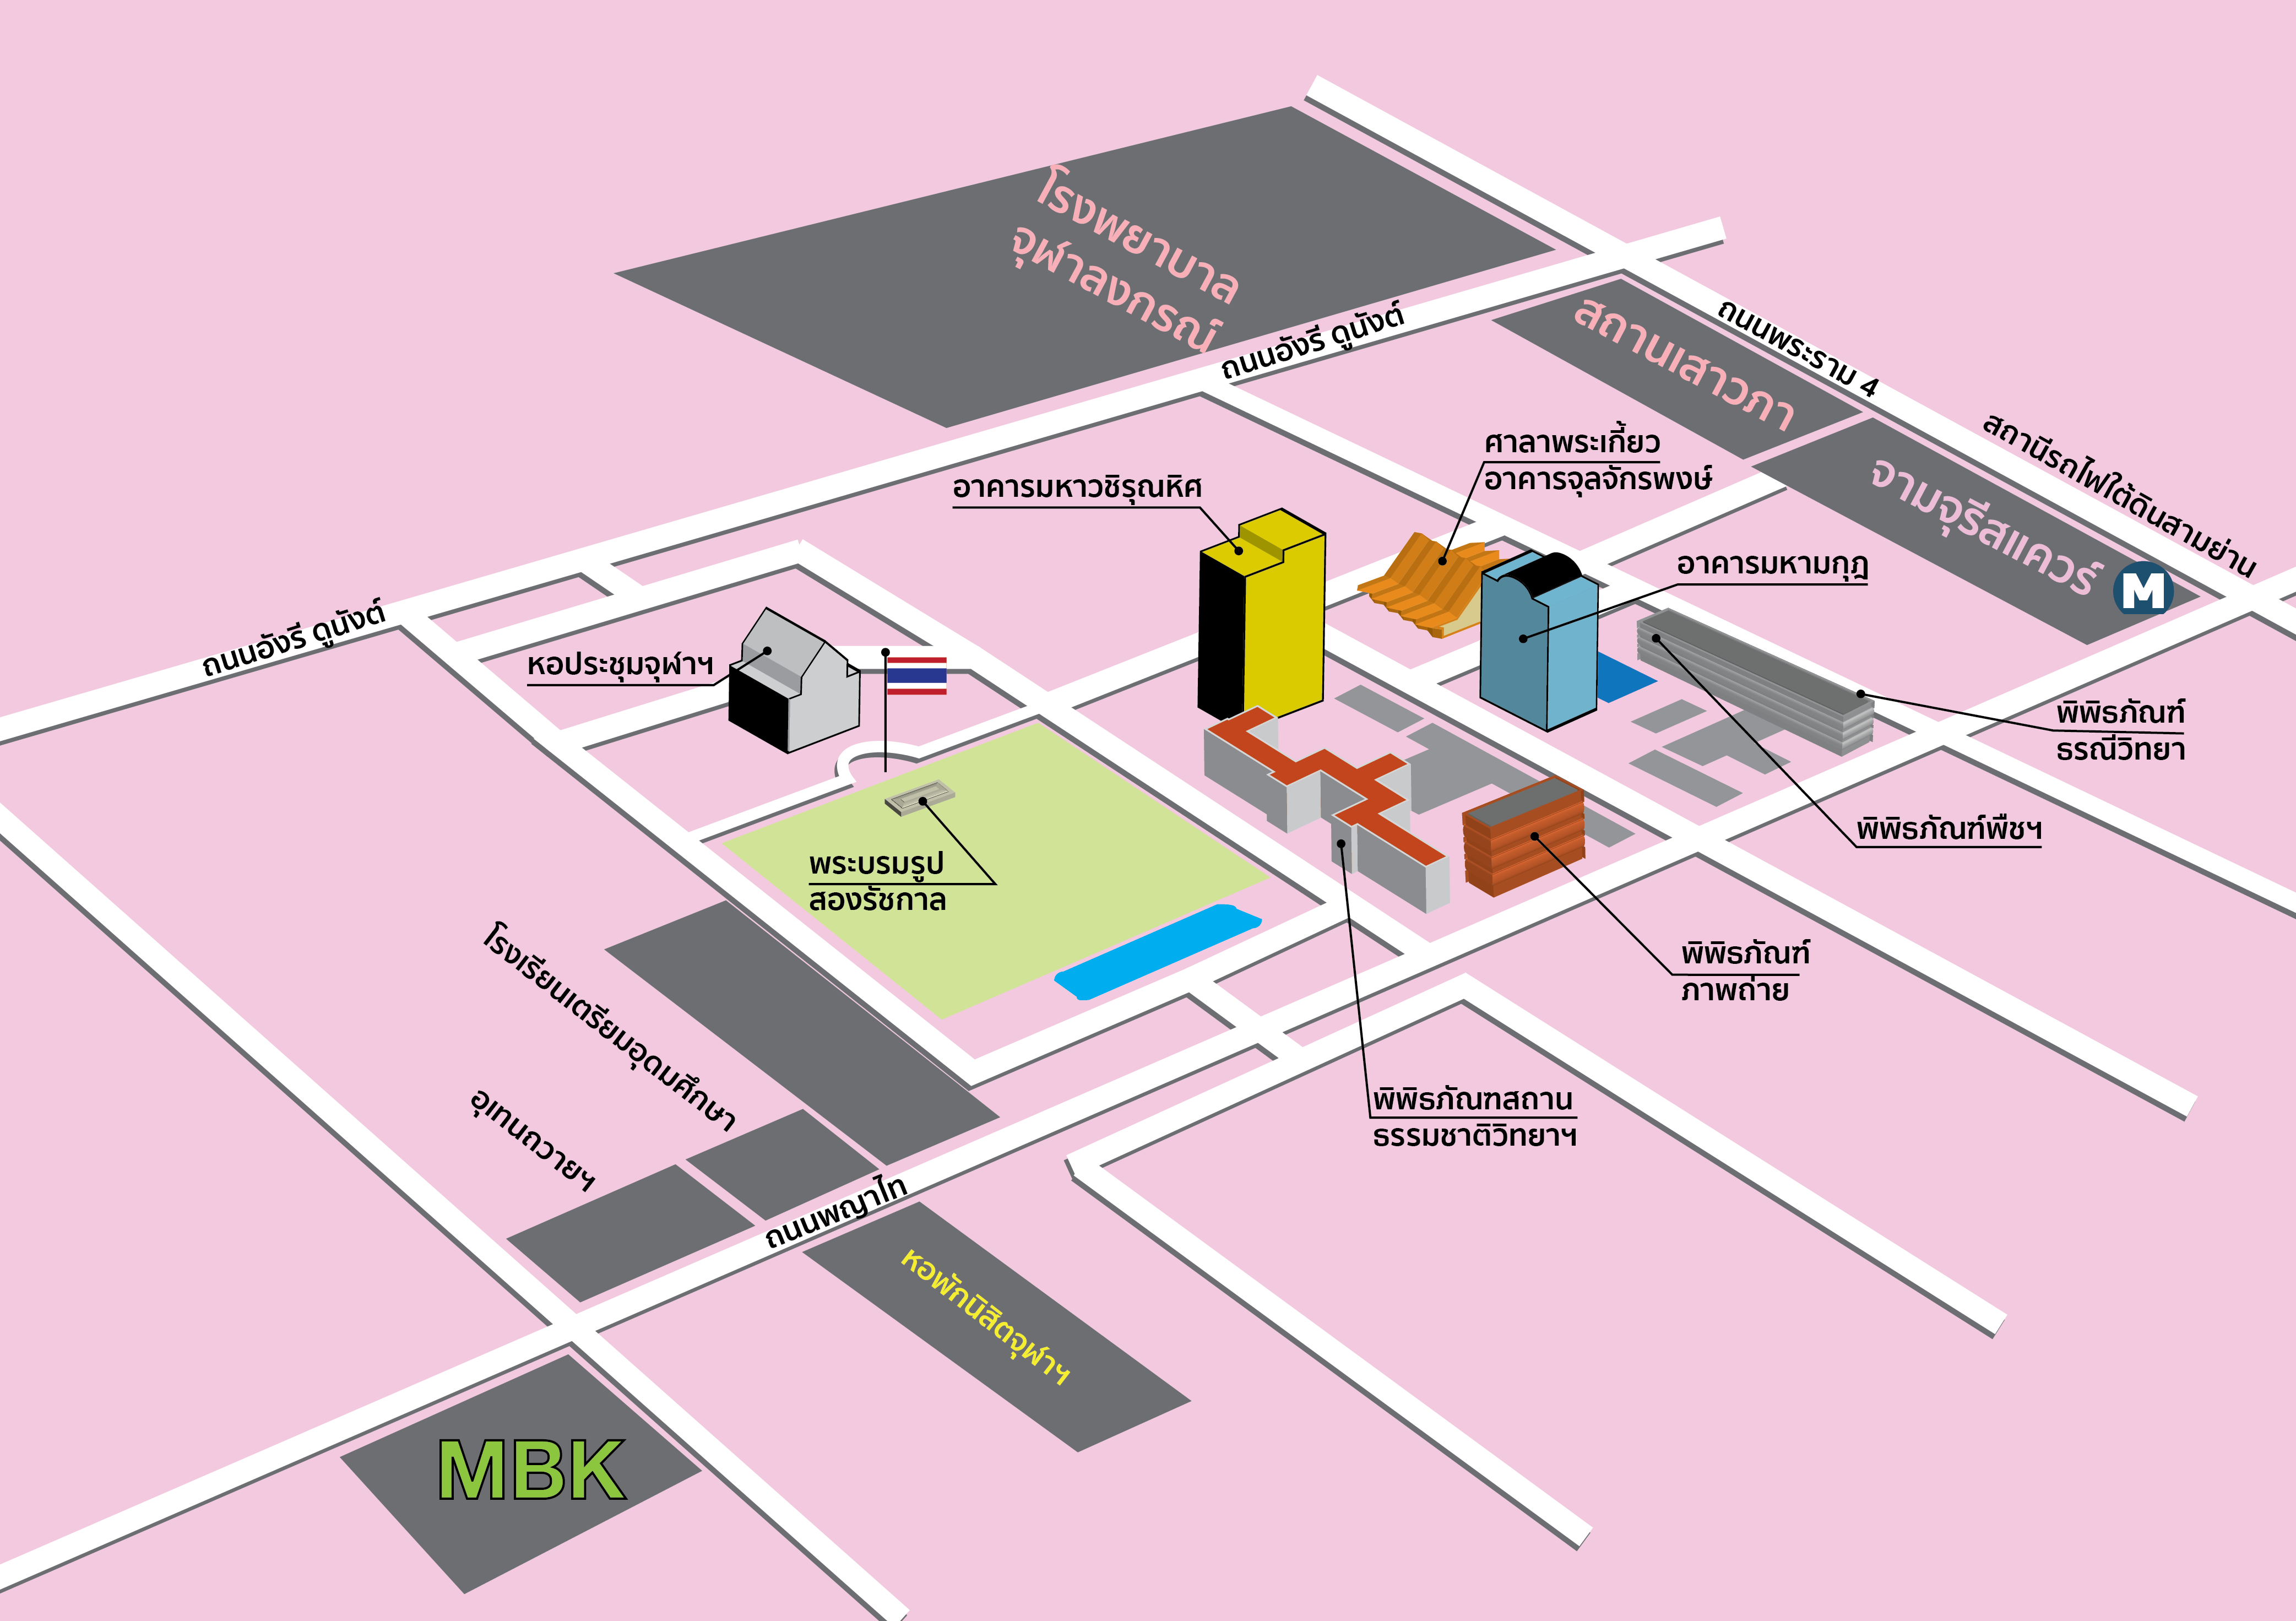 โรงพยาบาล
จุฬาลงกรณ์
ถนนอังรี ดูนังต์
สถานเสาวภา
ถนนพระราม 4
สถานีรถไฟใต้ดินสามย่าน
จามจุรีสแควร์
M
ศาลาพระเกี้ยว
อาคารจุลจักรพงษ์
อาคารมหาวชิรุณหิศ
อาคารมหามกุฎ
ถนนอังรี ดูนังต์
หอประชุมจุฬาฯ
พิพิธภัณฑ์
ธรณีวิทยา
พิพิธภัณฑ์พืชฯ
พระบรมรูป
สองรัชกาล
พิพิธภัณฑ์
ภาพถ่าย
โรงเรียนเตรียมอุดมศึกษา
อุเทนถวายฯ
พิพิธภัณฑสถาน
ธรรมชาติวิทยาฯ
ถนนพญาไท
หอพักนิสิตจุฬาฯ
MBK